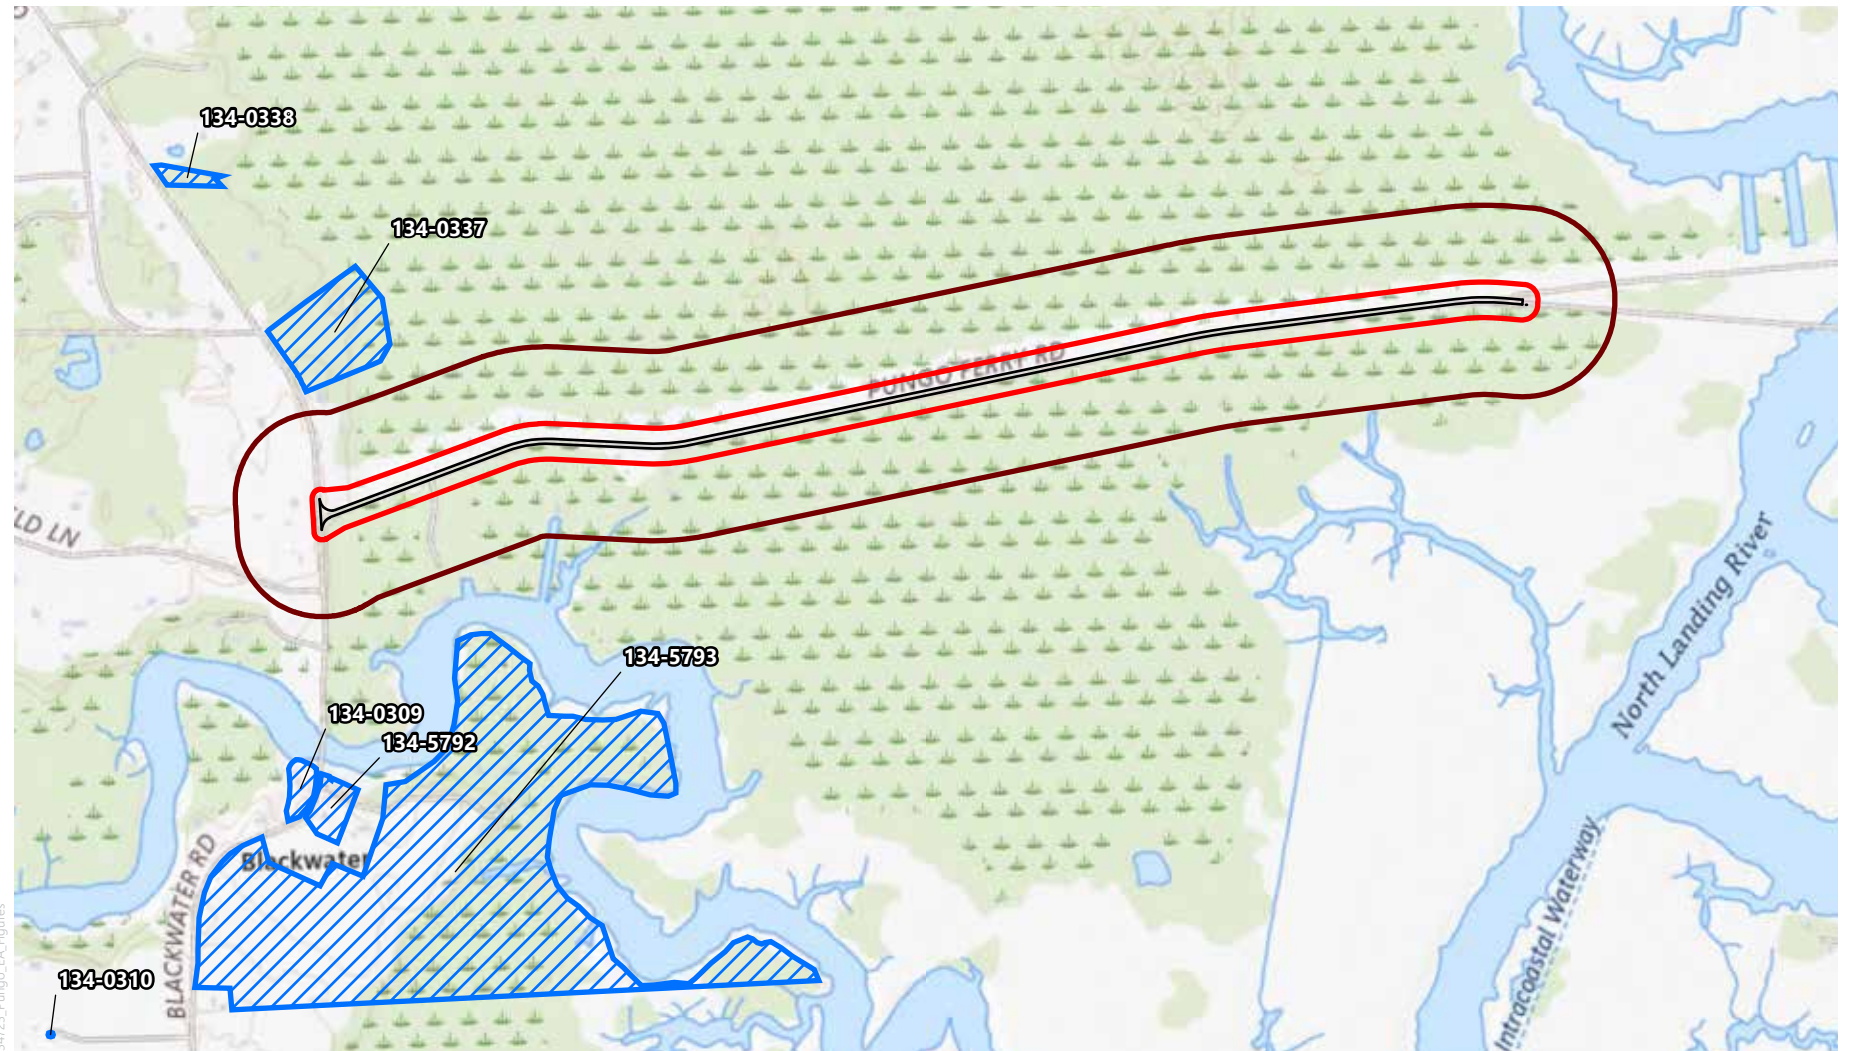 134-0338
134-0337
PUNGO FERRY RD
LD LN
134-5793
North Landing River
134-0309
134-5792
Blackwater
BLACKWATER RD
Intracoastal Waterway
134-0310